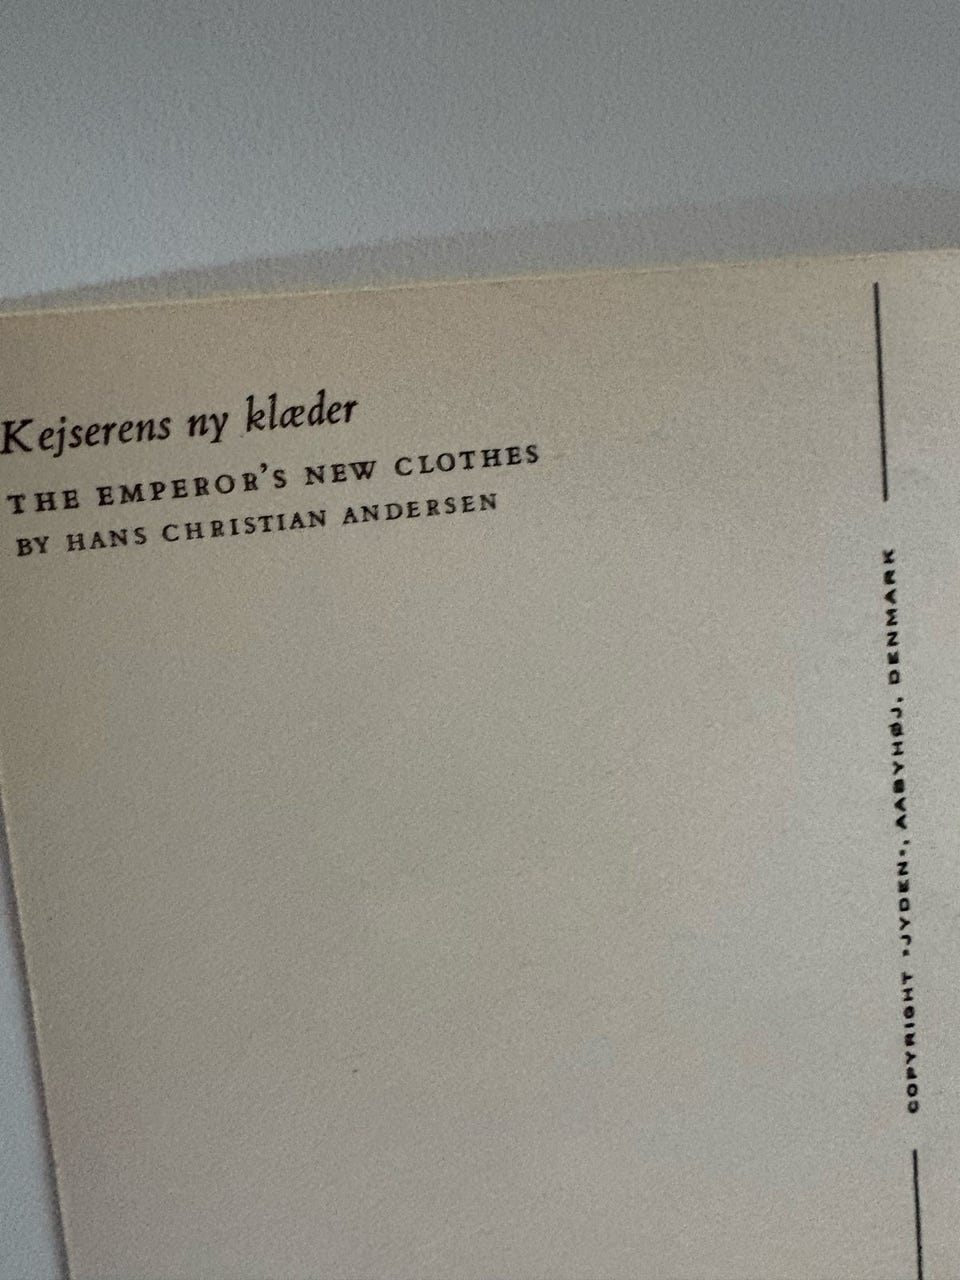 Kejserens ny klæder
THE EMPEROR'S NEW CLOTHES
BY HANS CHRISTIAN ANDERSEN
COPYRIGHT »JYDEN«, AABYHØJ, DENMARK